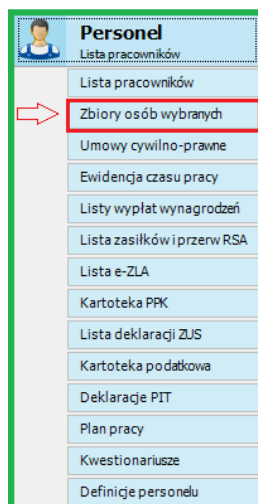 Personel
Lista pracowników
Lista pracowników
Zbiory osób wybranych
Umowy cywilno-prawne
Ewidencja czasu pracy
Listy wypłat wynagrodzeń
Lista zasiłków i przerw RSA
Lista e-ZLA
Kartoteka PPK
Lista deklaracji ZUS
Kartoteka podatkowa
Deklaracje PIT
Plan pracy
Kwestionariusze
Definicje personelu